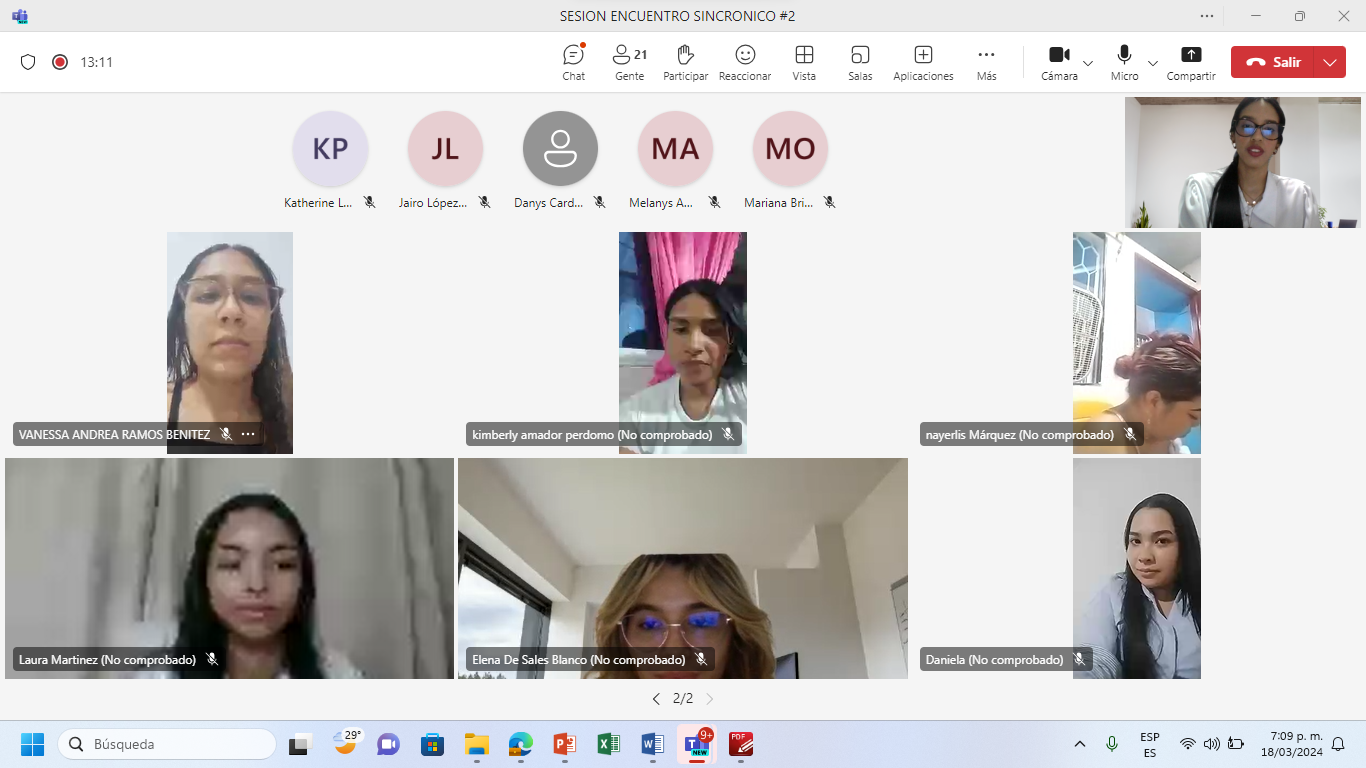 SESION ENCUENTRO SINCRONICO #2
13:11
Chat
21
Gente
Participar
Reaccionar
Vista
Salas
Aplicaciones
Más
Cámara
Micro
Compartir
Salir
KP
JL
MA
MO
Katherine L...
Jairo López...
Danys Card...
Melanys A...
Mariana Bri...
VANESSA ANDREA RAMOS BENITEZ
kimberly amador perdomo (No comprobado)
nayerlis Márquez (No comprobado)
Laura Martinez (No comprobado)
Elena De Sales Blanco (No comprobado)
Daniela (No comprobado)
2/2
Búsqueda
29°
9+
NEW
PDF
ESP
ES
7:09 p. m.
18/03/2024